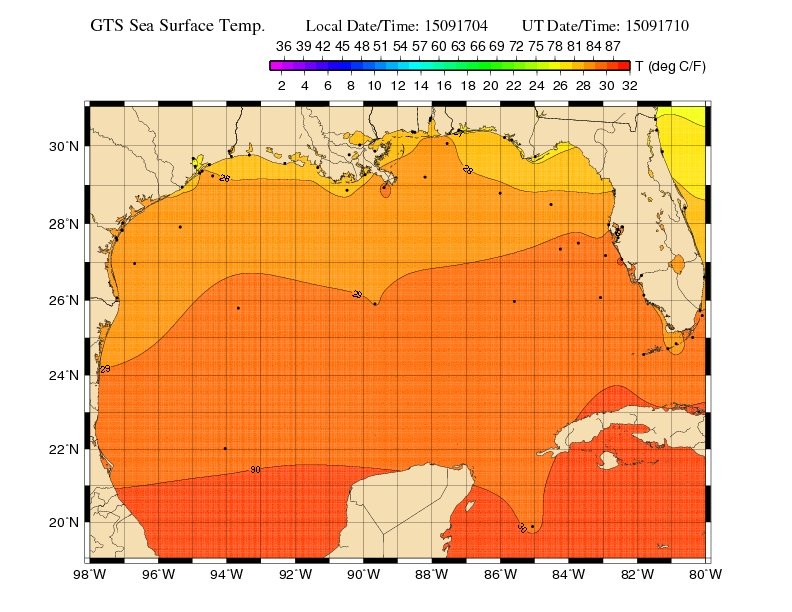 GTS Sea Surface Temp. Local Date/Time: 15091704 UT Date/Time: 15091710
36 39 42 45 48 51 54 57 60 63 66 69 72 75 78 81 84 87
T (deg C/F)
2 4 6 8 10 12 14 16 18 20 22 24 26 28 30 32
30°N
28
28
28°N
29
26°N
29
24°N
22°N
90
30
20°N
98°W 96°W 94°W 92°W 90°W 88°W 86°W 84°W 82°W 80°W